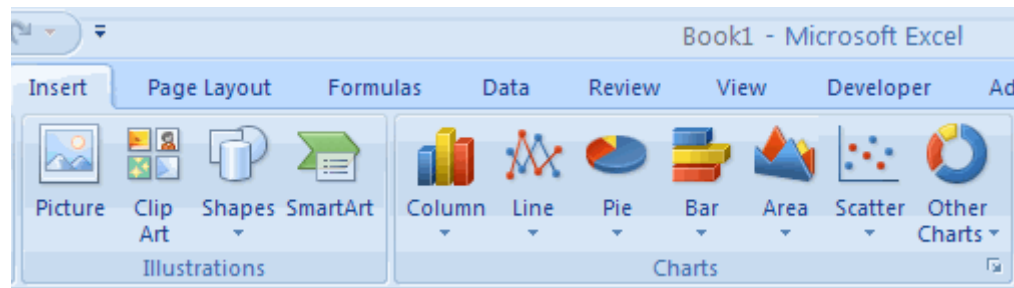 Book1 - Microsoft Excel
Insert Page Layout Formulas Data Review View Developer Ad
Picture Clip Art Shapes SmartArt Column Line Pie Bar Area Scatter Other Charts
Illustrations Charts